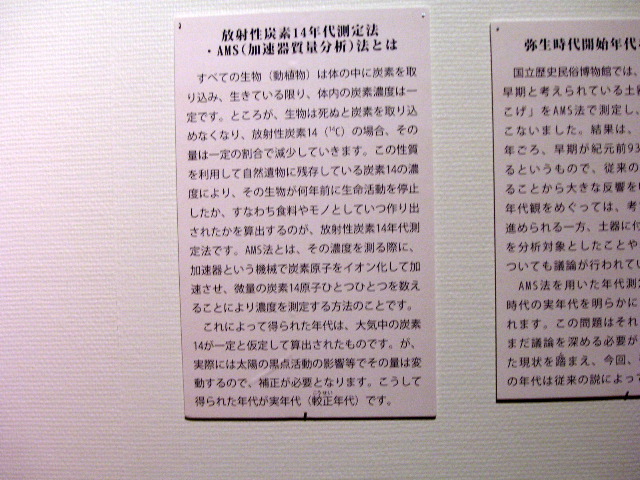 放射性炭素14年代測定法
・AMS(加速器質量分析)法とは
すべての生物（動植物）は体の中に炭素を取
り込み、生きている限り、体内の炭素濃度は一
定です。ところが、生物は死ぬと炭素を取り込
めなくなり、放射性炭素14（¹⁴C）の場合、その
量は一定の割合で減少していきます。この性質
を利用して自然遺物に残存している炭素14の濃
度により、その生物が何年前に生命活動を停止
したか、すなわち食料やモノとしていつ作り出
されたかを算出するのが、放射性炭素14年代測
定法です。AMS法とは、その濃度を測る際に、
加速器という機械で炭素原子をイオン化して加
速させ、微量の炭素14原子ひとつひとつを数え
ることにより濃度を測定する方法のことです。
これによって得られた年代は、大気中の炭素
14が一定と仮定して算出されたものです。が、
実際には太陽の黒点活動の影響等でその量は変
動するので、補正が必要となります。こうして
得られた年代が実年代（較正年代）です。
弥生時代開始年代
国立歴史民俗博物館では、
早期と考えられている土器
こげ」をAMS法で測定し、
こないました。結果は、
年ごろ、早期が紀元前93
るというもので、従来の
ることから大きな反響を
年代観をめぐっては、考
進められる一方、土器に付
を分析対象としたことや
ついても議論が行われてい
AMS法を用いた年代測
時代の実年代を明らかに
れます。この問題はそれ
まだ議論を深める必要が
た現状を踏まえ、今回、
の年代は従来の説によって